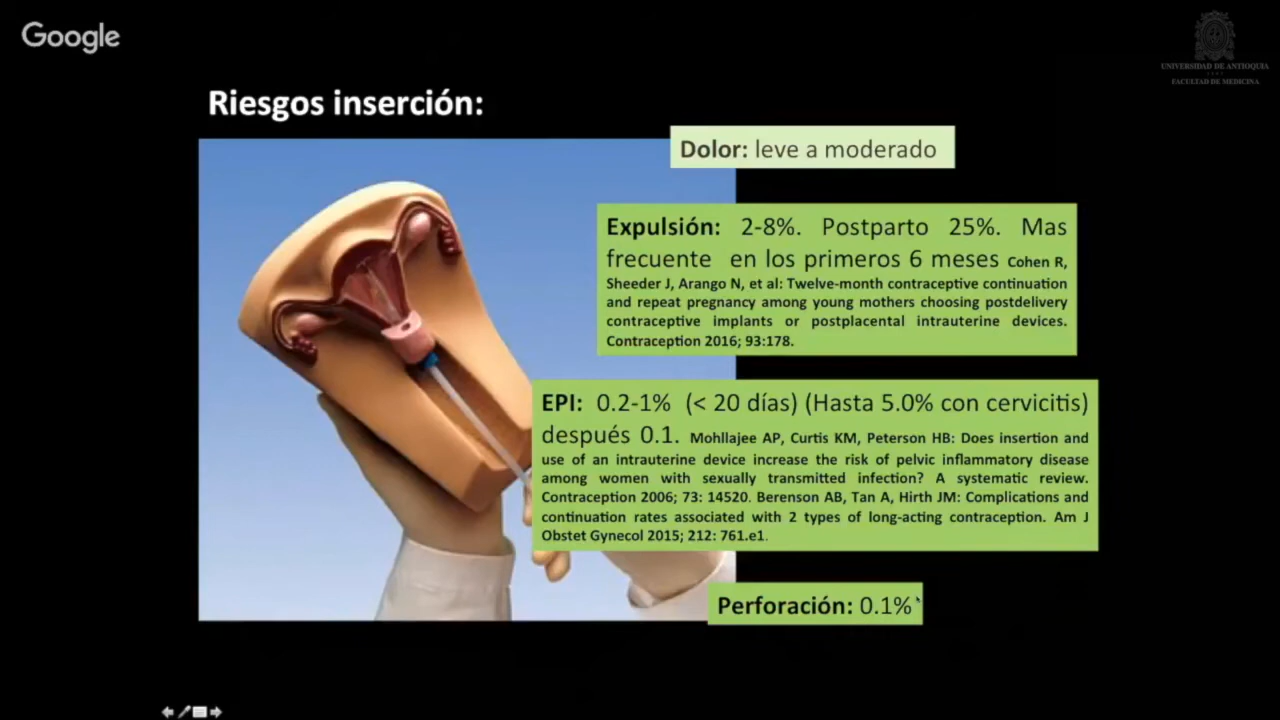 Google
UNIVERSIDAD DE ANTIOQUIA
1803
FACULTAD DE MEDICINA
Riesgos inserción:
Dolor: leve a moderado
Expulsión: 2-8%. Postparto 25%. Mas
frecuente en los primeros 6 meses Cohen R,
Sheeder J, Arango N, et al: Twelve-month contraceptive continuation
and repeat pregnancy among young mothers choosing postdelivery
contraceptive implants or postplacental intrauterine devices.
Contraception 2016; 93:178.
EPI: 0.2-1% (< 20 días) (Hasta 5.0% con cervicitis)
después 0.1. Mohllajee AP, Curtis KM, Peterson HB: Does insertion and
use of an intrauterine device increase the risk of pelvic inflammatory disease
among women with sexually transmitted infection? A systematic review.
Contraception 2006; 73: 14520. Berenson AB, Tan A, Hirth JM: Complications and
continuation rates associated with 2 types of long-acting contraception. Am J
Obstet Gynecol 2015; 212: 761.e1.
Perforación: 0.1%